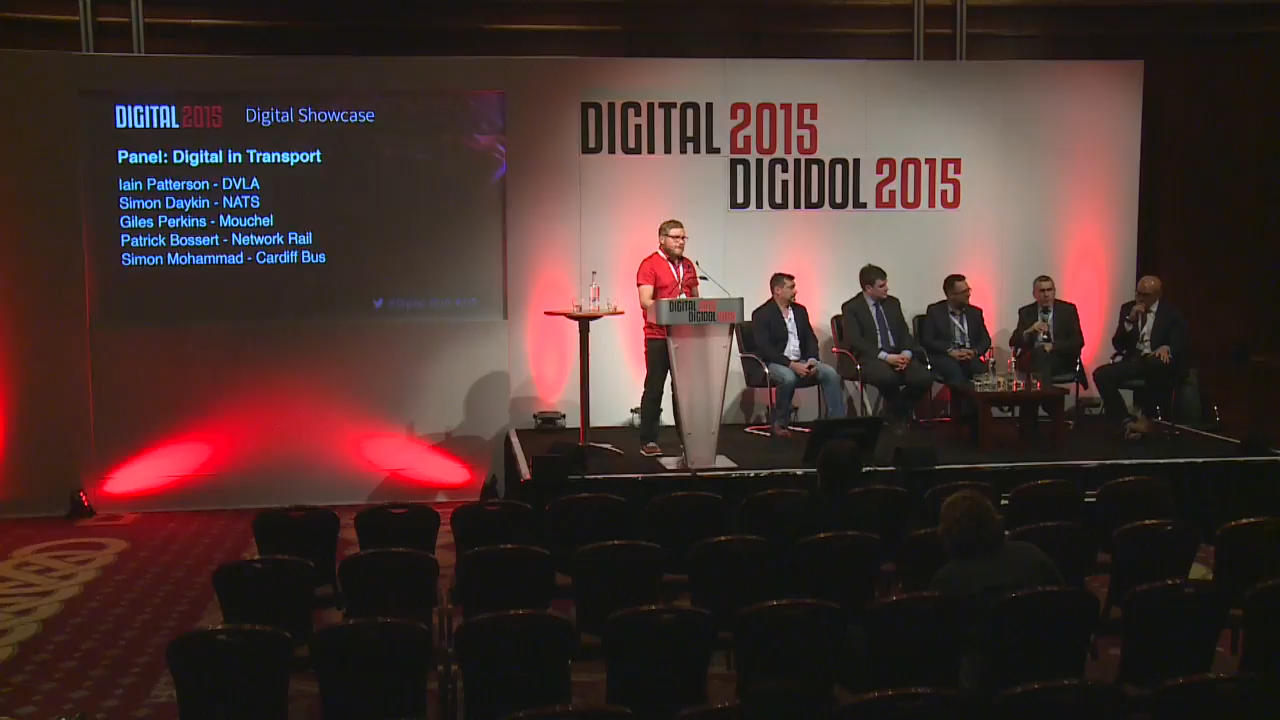 DIGITAL 2015 Digital Showcase
Panel: Digital in Transport
Iain Patterson - DVLA
Simon Daykin - NATS
Giles Perkins - Mouchel
Patrick Bossert - Network Rail
Simon Mohammad - Cardiff Bus
DIGITAL 2015
DIGIDOL 2015
DIGITAL 2015
DIGIDOL 2015